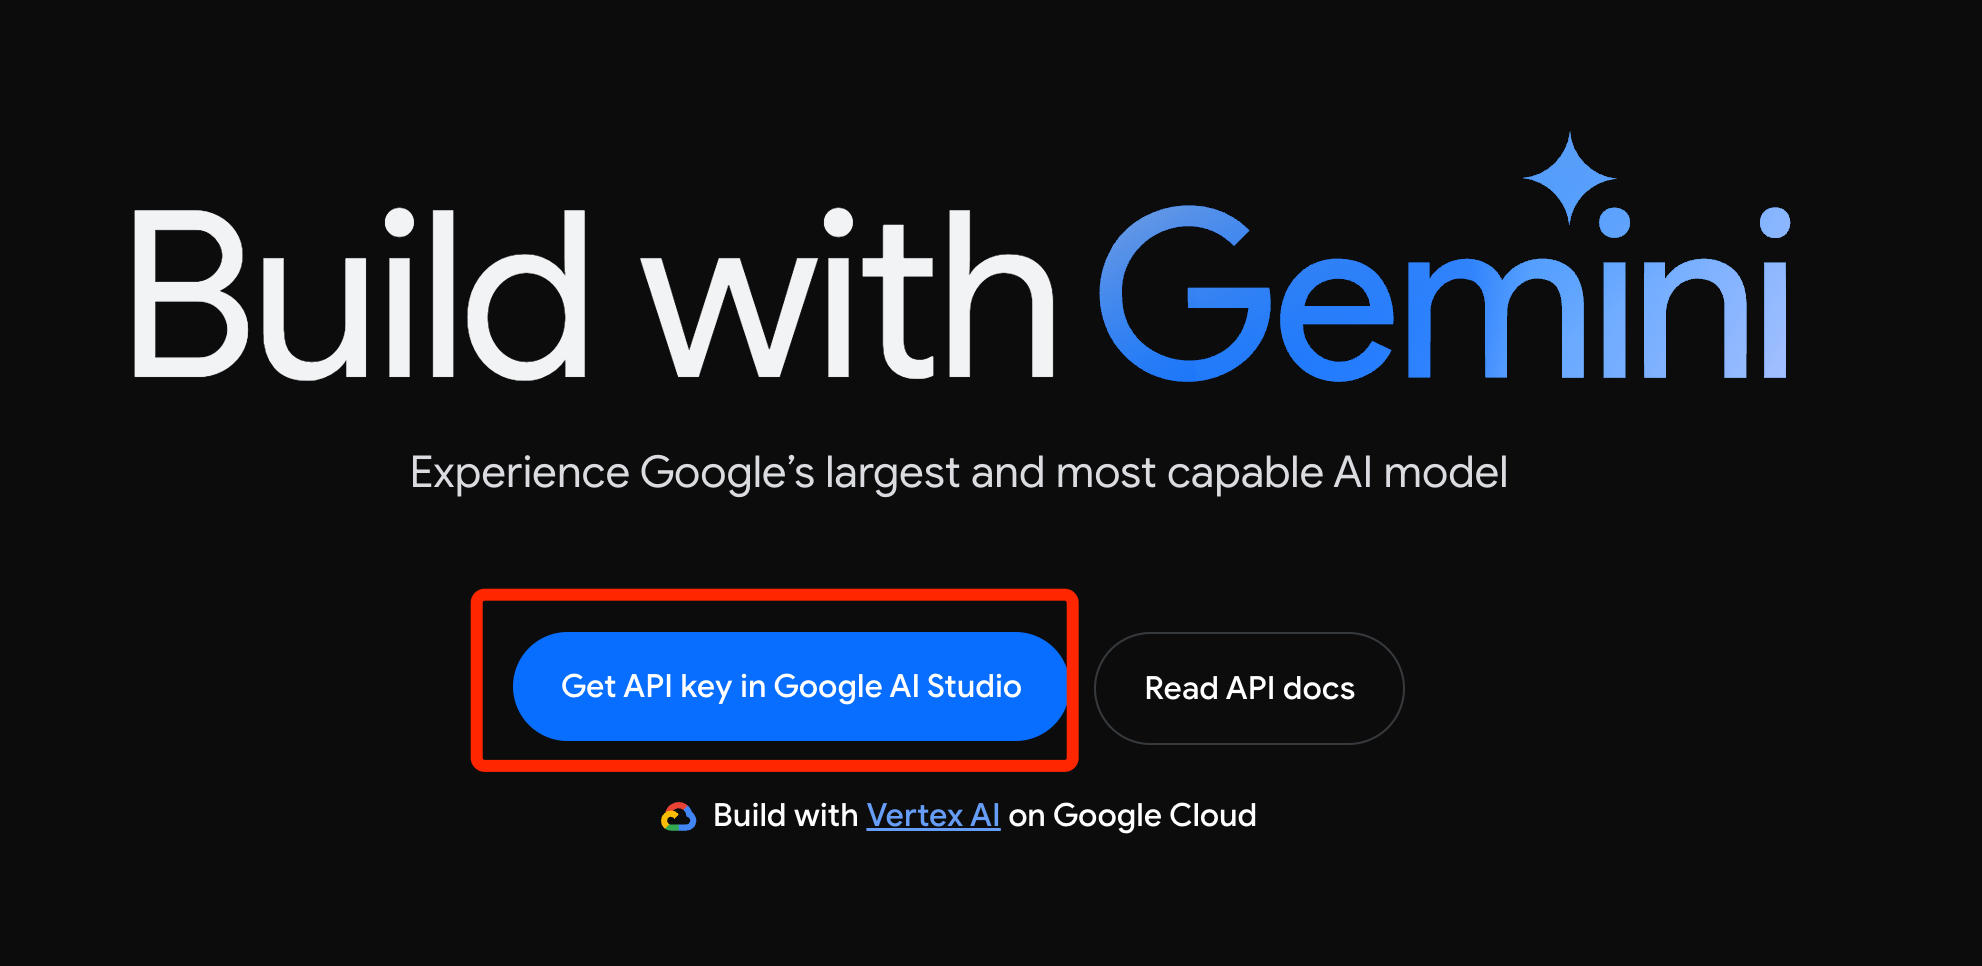 Build with Gemini
Experience Google’s largest and most capable AI model
Get API key in Google AI Studio
Read API docs
Build with Vertex AI on Google Cloud